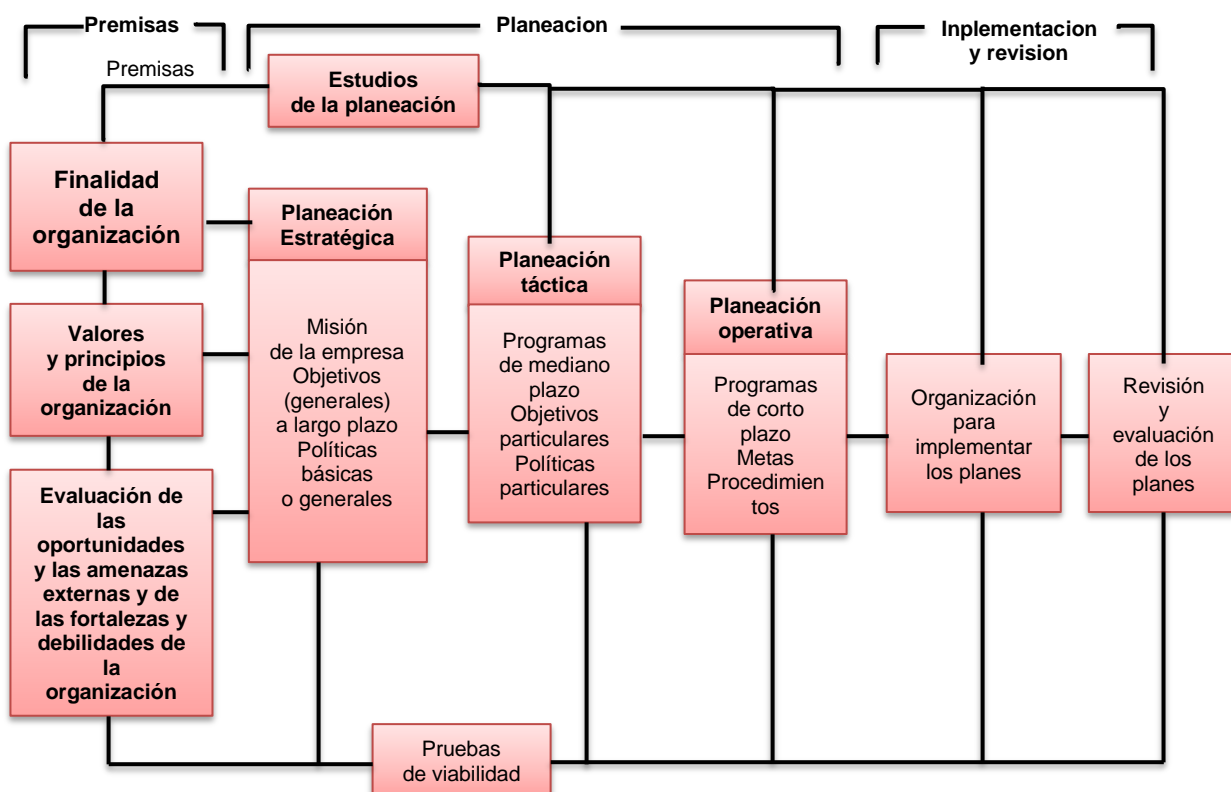 Premisas
Planeacion
Inplementacion
y revision
Premisas
Estudios
de la planeación
Finalidad
de la
organización
Valores
y principios
de la
organización
Evaluación de
las
oportunidades
y las amenazas
externas y de
las fortalezas y
debilidades de
la
organización
Planeación
Estratégica
Misión
de la empresa
Objetivos
(generales)
a largo plazo
Políticas
básicas
o generales
Planeación
táctica
Programas
de mediano
plazo
Objetivos
particulares
Políticas
particulares
Planeación
operativa
Programas
de corto
plazo
Metas
Procedimien
tos
Organización
para
implementar
los planes
Revisión
y
evaluación
de los
planes
Pruebas
de viabilidad